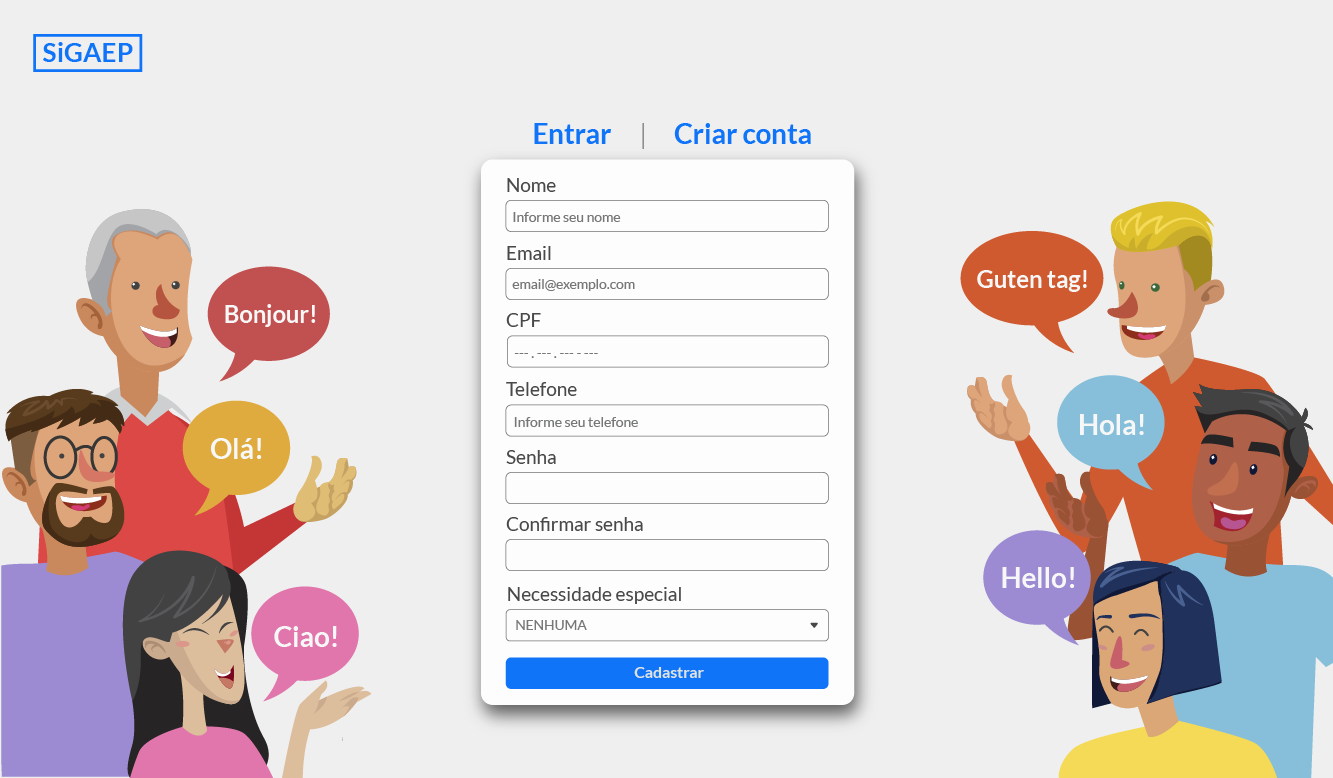 SiGAEP
Entrar | Criar conta
Nome
Informe seu nome
Email
email@exemplo.com
CPF
--- . --- . --- - ---
Telefone
Informe seu telefone
Senha
Confirmar senha
Necessidade especial
NENHUMA
Cadastrar
Bonjour!
Olá!
Ciao!
Guten tag!
Hola!
Hello!